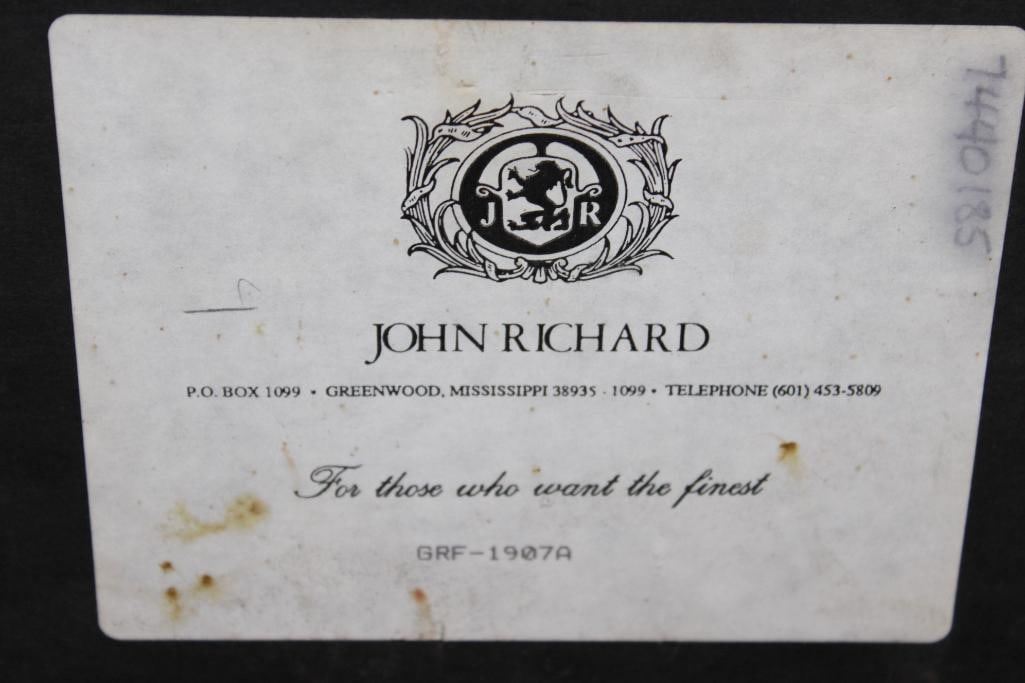 J R
JOHN RICHARD
P.O. BOX 1099 • GREENWOOD, MISSISSIPPI 38935 - 1099 • TELEPHONE (601) 453-5809
For those who want the finest
GRF-1907A
7440185